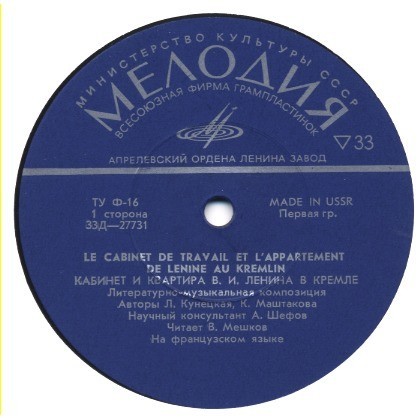 МИНИСТЕРСТВО КУЛЬТУРЫ СССР
МЕЛОДИЯ
ВСЕСОЮЗНАЯ ФИРМА ГРАМПЛАСТИНОК
▽33
АПРЕЛЕВСКИЙ ОРДЕНА ЛЕНИНА ЗАВОД
ТУ Ф-16
MADE IN USSR
1 сторона
Первая гр.
33Д—27731
LE CABINET DE TRAVAIL ET L'APPARTEMENT
DE LENINE AU KREMLIN
КАБИНЕТ И КВАРТИРА В. И. ЛЕНИНА В КРЕМЛЕ
Литературно-музыкальная композиция
Авторы Л. Кунецкая, К. Маштакова
Научный консультант А. Шефов
Читает В. Мешков
На французском языке